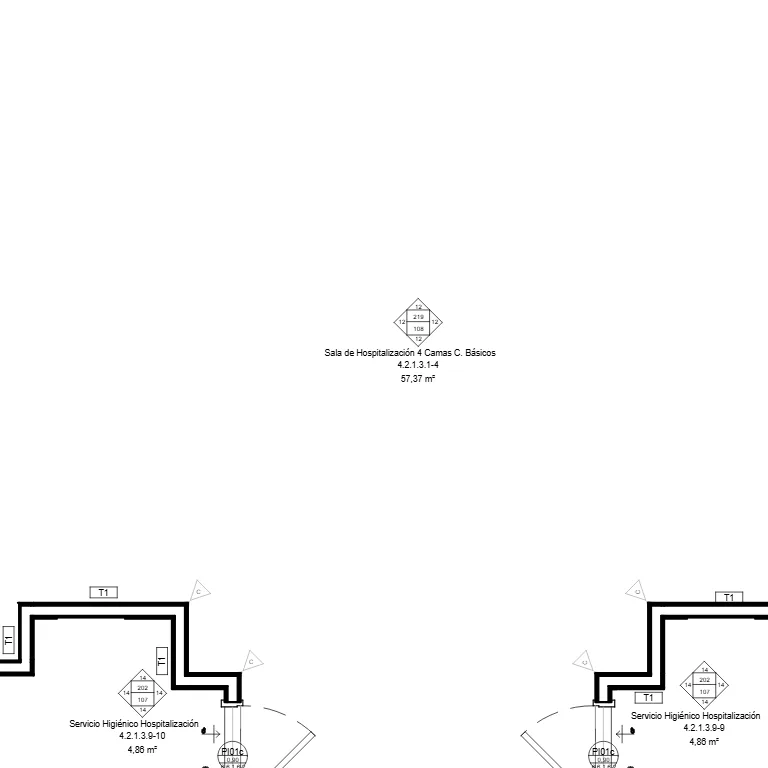 12
219
12
12
108
12
Sala de Hospitalización 4 Camas C. Básicos
4.2.1.3.1-4
57,37 m²
T1
C
T1
C
T1
T1
C
C
T1
14
202
14
14
107
14
Servicio Higiénico Hospitalización
4.2.1.3.9-10
4,86 m²
14
202
14
14
107
14
Servicio Higiénico Hospitalización
4.2.1.3.9-9
4,86 m²
PI01c
0.90
PI01c
0.90